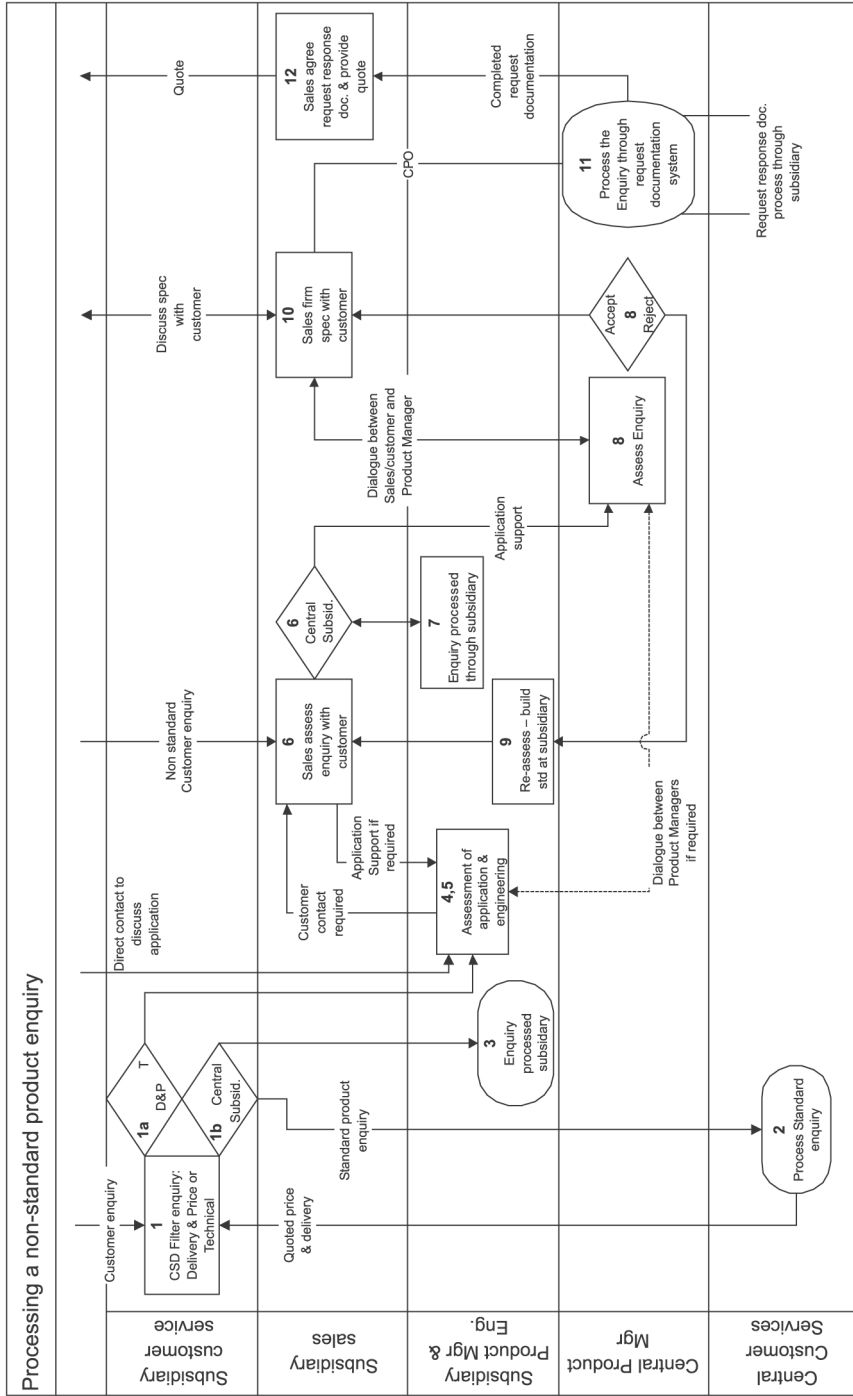 Processing a non-standard product enquiry
Subsidiary
customer
service
Customer enquiry
1
CSD Filter enquiry:
Delivery & Price or
Technical
1a
T
D&P
1b
Central
Subsid.
Direct contact to
discuss
application
Non standard
Customer enquiry
Discuss spec
with
customer
Quote
Subsidiary
sales
Quoted price
& delivery
Standard product
enquiry
Customer
contact
required
Application
Support if
required
6
Sales assess
enquiry with
customer
6
Central
Subsid.
Dialogue between
Sales/customer and
Product Manager
10
Sales firm
spec with
customer
CPO
12
Sales agree
request response
doc. & provide
quote
Subsidiary
Product Mgr &
Eng.
3
Enquiry
processed
subsidiary
4,5
Assessment of
application &
engineering
9
Re-assess – build
std at subsidiary
7
Enquiry processed
through subsidiary
Application
support
Completed
request
documentation
Central Product
Mgr
Dialogue between
Product Managers
if required
8
Assess Enquiry
Accept
8
Reject
11
Process the
Enquiry through
request
documentation
system
Central
Customer
Services
2
Process Standard
enquiry
Request response doc.
process through
subsidiary